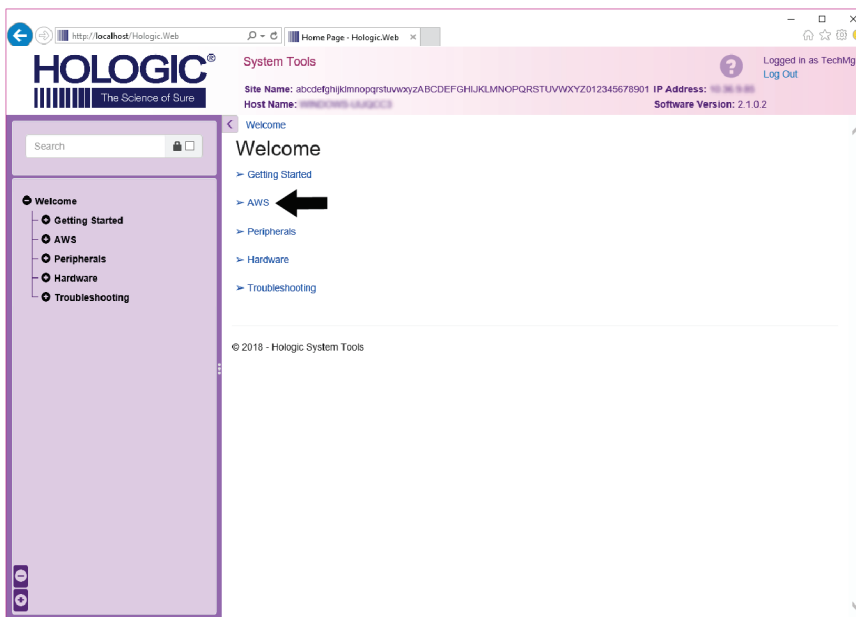 http://localhost/Hologic.Web
Home Page - Hologic.Web
HOLOGIC®
The Science of Sure
System Tools
Logged in as TechMg
Log Out
Site Name: abcdefghijklmnopqrstuvwxyzABCDEFGHIJKLMNOPQRSTUVWXYZ012345678901 IP Address:
Host Name:
Software Version: 2.1.0.2
Search
Welcome
Getting Started
AWS
Peripherals
Hardware
Troubleshooting
Welcome
Welcome
➢ Getting Started
➢ AWS
➢ Peripherals
➢ Hardware
➢ Troubleshooting
© 2018 - Hologic System Tools